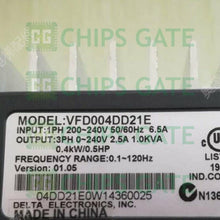 CHIPS GATE
MODEL:VFD004DD21E
INPUT:1PH 200~240V 50/60Hz 6.5A
OUTPUT:3PH 0~240V 2.5A 1.0KVA
0.4kW/0.5HP
FREQUENCY RANGE:0.1~120Hz
Version: 01.05
04DD21E0W14360025
DELTA ELECTRONICS, INC.
MADE IN CHINA
LISTED
IND.CO
N13